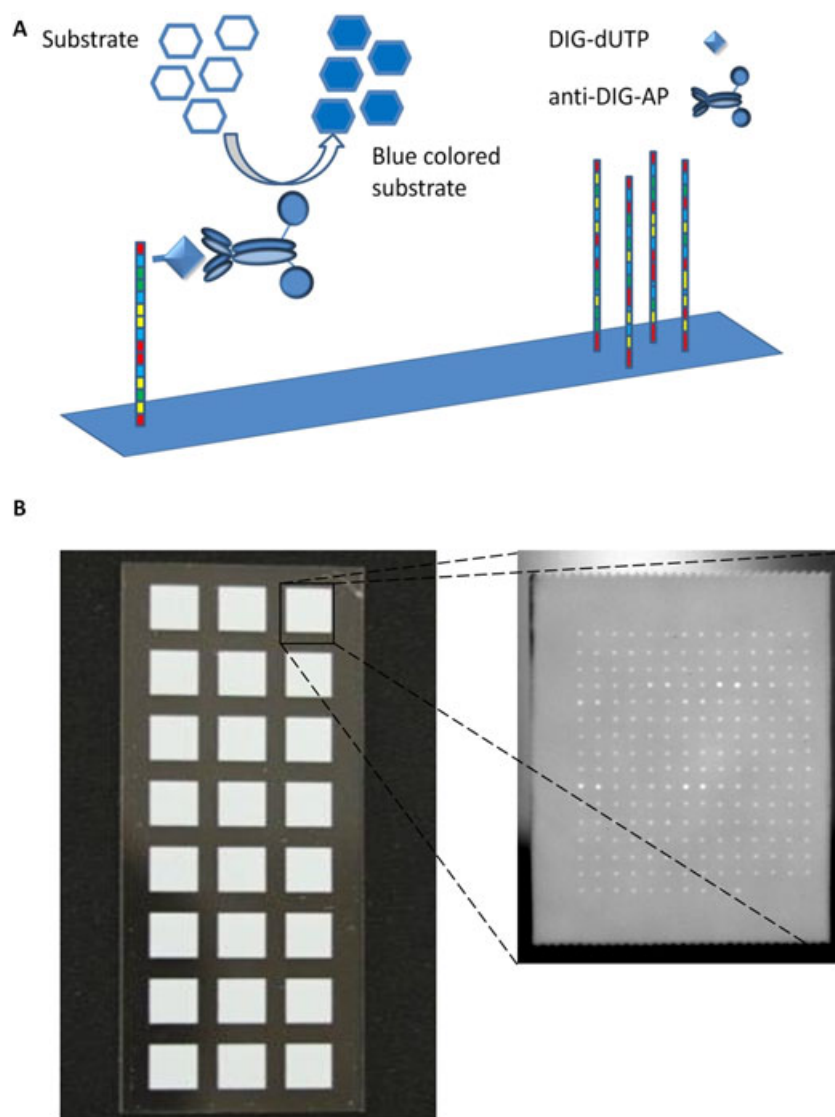 A
Substrate
DIG-dUTP
anti-DIG-AP
Blue colored
substrate
B